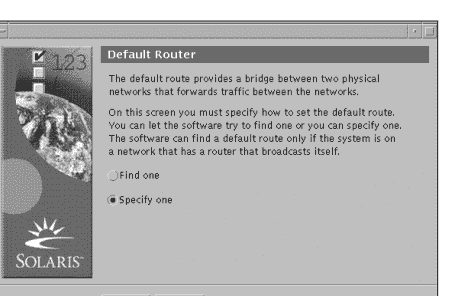 123
Default Router
The default route provides a bridge between two physical
networks that forwards traffic between the networks.
On this screen you must specify how to set the default route.
You can let the software try to find one or you can specify one.
The software can find a default route only if the system is on
a network that has a router that broadcasts itself.
Find one
Specify one
SOLARIS